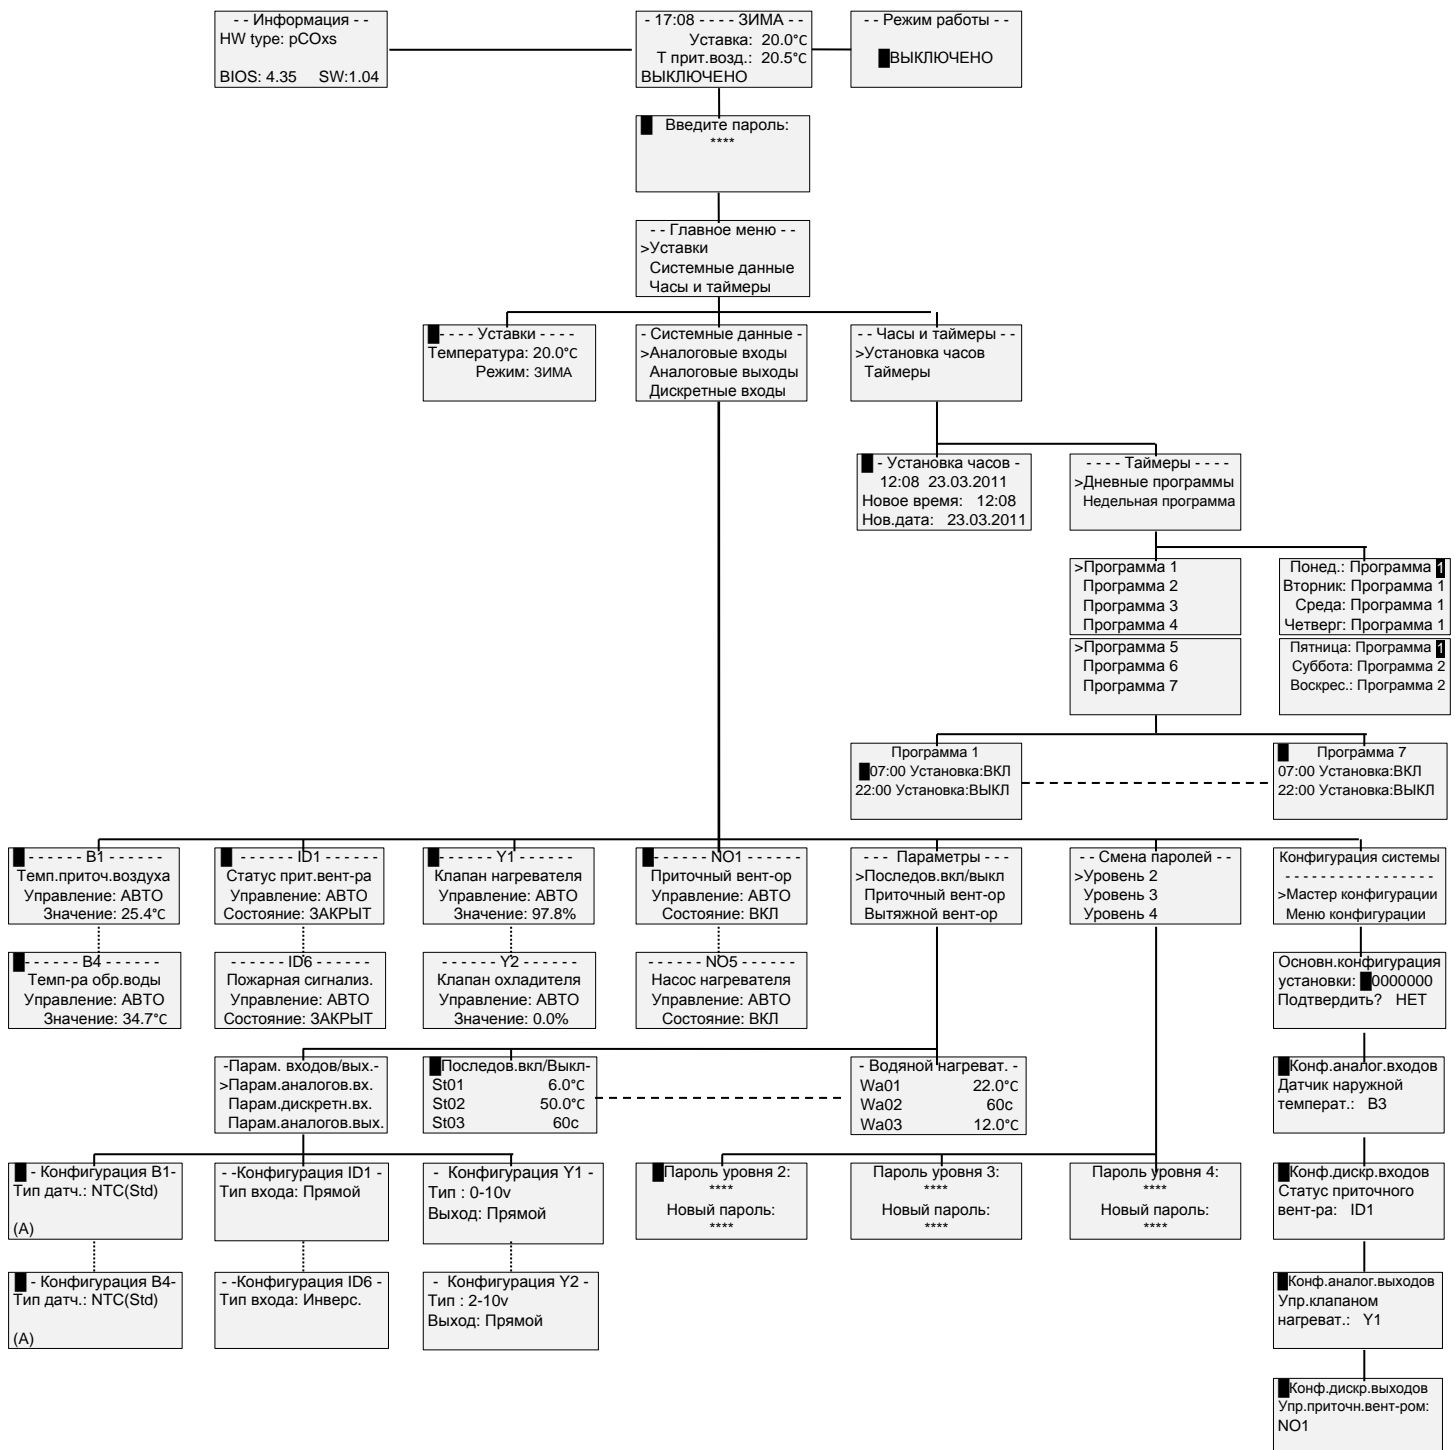 - - Информация - -
HW type: pCOxs
BIOS: 4.35 SW:1.04
- 17:08 - - - - ЗИМА - -
Уставка: 20.0°C
Т прит.возд.: 20.5°C
ВЫКЛЮЧЕНО
- - Режим работы - -
ВЫКЛЮЧЕНО
Введите пароль:
****
- - Главное меню - -
>Уставки
Системные данные
Часы и таймеры
- - - - Уставки - - - -
Температура: 20.0°C
Режим: ЗИМА
- Системные данные -
>Аналоговые входы
Аналоговые выходы
Дискретные входы
- - Часы и таймеры - -
>Установка часов
Таймеры
- Установка часов -
12:08 23.03.2011
Новое время: 12:08
Нов.дата: 23.03.2011
- - - - Таймеры - - - -
>Дневные программы
Недельная программа
>Программа 1
Программа 2
Программа 3
Программа 4
Понед.: Программа 1
Вторник: Программа 1
Среда: Программа 1
Четверг: Программа 1
>Программа 5
Программа 6
Программа 7
Пятница: Программа 1
Суббота: Программа 2
Воскрес.: Программа 2
Программа 1
07:00 Установка:ВКЛ
22:00 Установка:ВЫКЛ
Программа 7
07:00 Установка:ВКЛ
22:00 Установка:ВЫКЛ
- - - - - - B1 - - - - - -
Темп.приточ.воздуха
Управление: АВТО
Значение: 25.4°C
- - - - - - ID1 - - - - - -
Статус прит.вент-ра
Управление: АВТО
Состояние: ЗАКРЫТ
- - - - - - Y1 - - - - - -
Клапан нагревателя
Управление: АВТО
Значение: 97.8%
- - - - - - NO1 - - - - - -
Приточный вент-ор
Управление: АВТО
Состояние: ВКЛ
- - - Параметры - - -
>Последов.вкл/выкл
Приточный вент-ор
Вытяжной вент-ор
- - Смена паролей - -
>Уровень 2
Уровень 3
Уровень 4
Конфигурация системы
- - - - - - - - - - - - - - - -
>Мастер конфигурации
Меню конфигурации
- - - - - - B4 - - - - - -
Темп-ра обр.воды
Управление: АВТО
Значение: 34.7°C
- - - - - - ID6 - - - - - -
Пожарная сигнализ.
Управление: АВТО
Состояние: ЗАКРЫТ
- - - - - - Y2 - - - - - -
Клапан охладителя
Управление: АВТО
Значение: 0.0%
- - - - - - NO5 - - - - - -
Насос нагревателя
Управление: АВТО
Состояние: ВКЛ
Основн.конфигурация
установки: 0000000
Подтвердить? НЕТ
-Парам. входов/вых.-
>Парам.аналогов.вх.
Парам.дискретн.вх.
Парам.аналогов.вых.
Последов.вкл/Выкл-
St01 6.0°C
St02 50.0°C
St03 60с
- Водяной нагреват. -
Wa01 22.0°C
Wa02 60с
Wa03 12.0°C
Конф.аналог.входов
Датчик наружной
температ.: B3
- Конфигурация B1-
Тип датч.: NTC(Std)
(A)
- -Конфигурация ID1 -
Тип входа: Прямой
- Конфигурация Y1 -
Тип : 0-10v
Выход: Прямой
Пароль уровня 2:
****
Новый пароль:
****
Пароль уровня 3:
****
Новый пароль:
****
Пароль уровня 4:
****
Новый пароль:
****
Конф.дискр.входов
Статус приточного
вент-ра: ID1
- Конфигурация B4-
Тип датч.: NTC(Std)
(A)
- -Конфигурация ID6 -
Тип входа: Инверс.
- Конфигурация Y2 -
Тип : 2-10v
Выход: Прямой
Конф.аналог.выходов
Упр.клапаном
нагреват.: Y1
Конф.дискр.выходов
Упр.приточн.вент-ром:
NO1